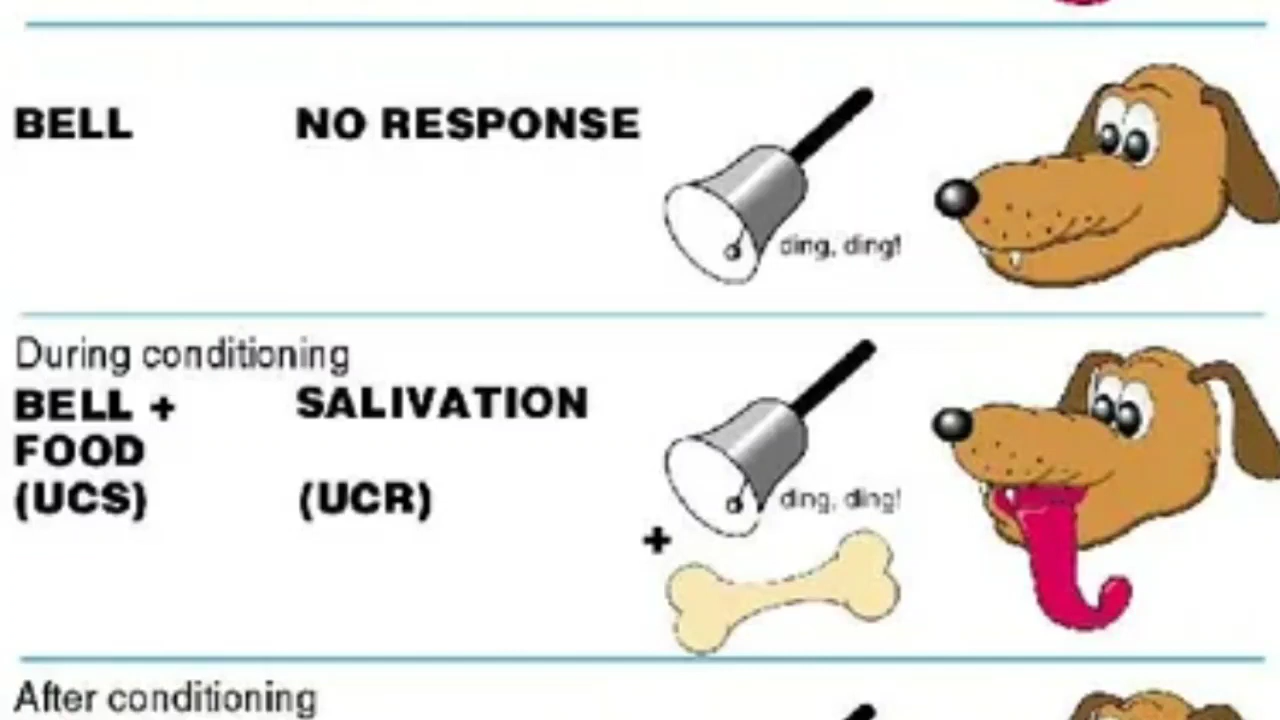 BELL NO RESPONSE
ding, ding!
During conditioning
BELL + SALIVATION
FOOD
(UCS) (UCR)
ding, ding!
+
After conditioning